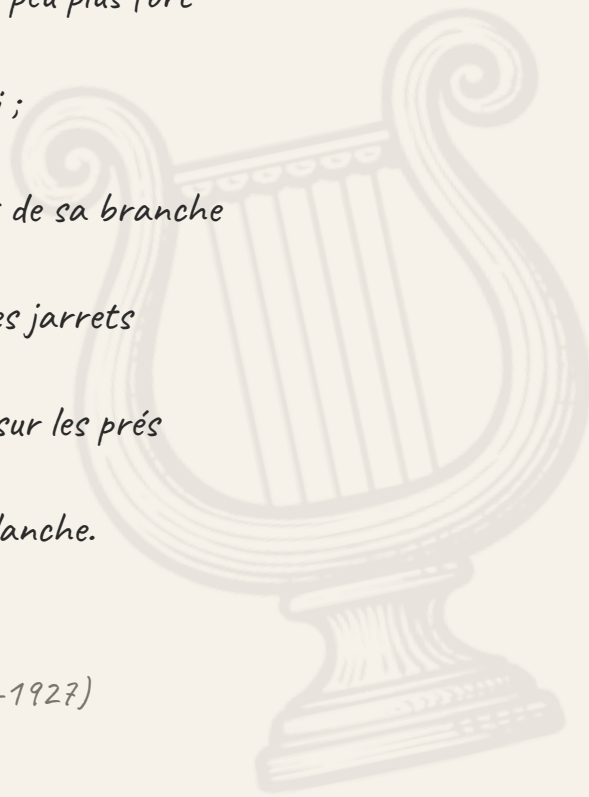 peu plus fort
i ;
de sa branche
es jarrets
sur les prés
lanche.
-1927)